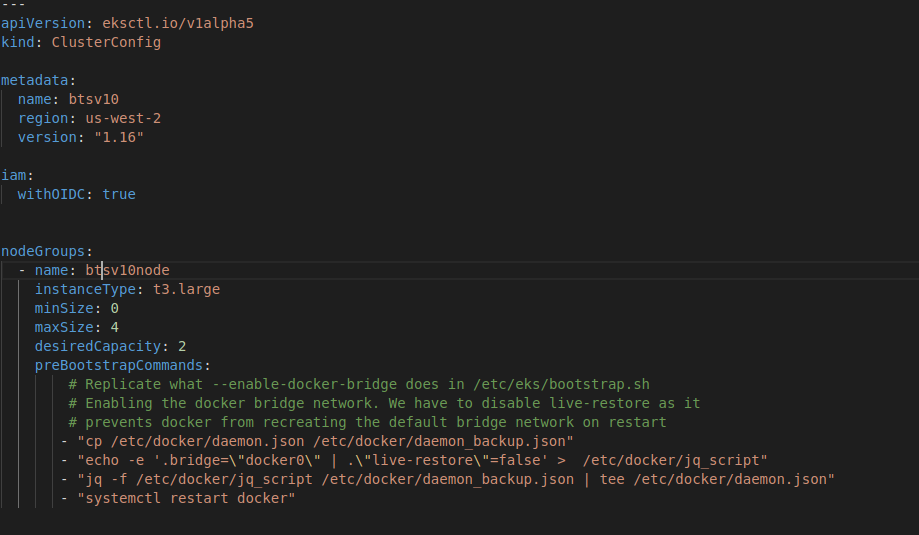 ---
apiVersion: eksctl.io/v1alpha5
kind: ClusterConfig
metadata:
name: btsv10
region: us-west-2
version: "1.16"
iam:
withOIDC: true
nodeGroups:
- name: btsv10node
instanceType: t3.large
minSize: 0
maxSize: 4
desiredCapacity: 2
preBootstrapCommands:
# Replicate what --enable-docker-bridge does in /etc/eks/bootstrap.sh
# Enabling the docker bridge network. We have to disable live-restore as it
# prevents docker from recreating the default bridge network on restart
- "cp /etc/docker/daemon.json /etc/docker/daemon_backup.json"
- "echo -e '.bridge=\"docker0\" | .\"live-restore\"=false' >  /etc/docker/jq_script"
- "jq -f /etc/docker/jq_script /etc/docker/daemon_backup.json | tee /etc/docker/daemon.json"
- "systemctl restart docker"